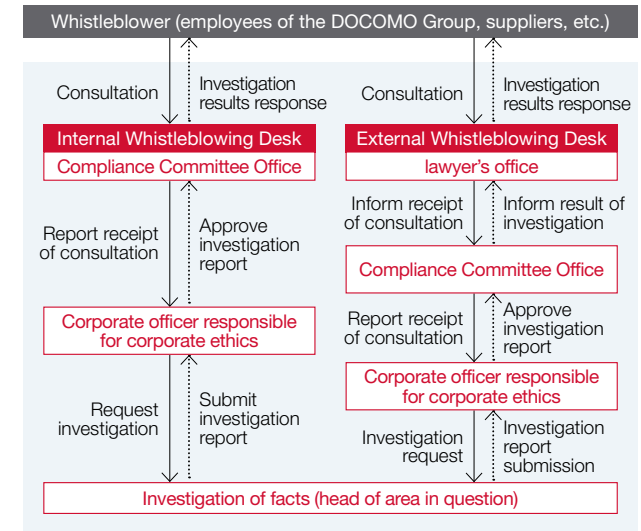 Whistleblower (employees of the DOCOMO Group, suppliers, etc.)
Consultation
Investigation
results response
Internal Whistleblowing Desk
Compliance Committee Office
Report receipt
of consultation
Approve
investigation
report
Corporate officer responsible
for corporate ethics
Request
investigation
Submit
investigation
report
Consultation
Investigation
results response
External Whistleblowing Desk
lawyer's office
Inform receipt
of consultation
Inform result of
investigation
Compliance Committee Office
Report receipt
of consultation
Approve
investigation
report
Corporate officer responsible
for corporate ethics
Investigation
request
Investigation
report
submission
Investigation of facts (head of area in question)